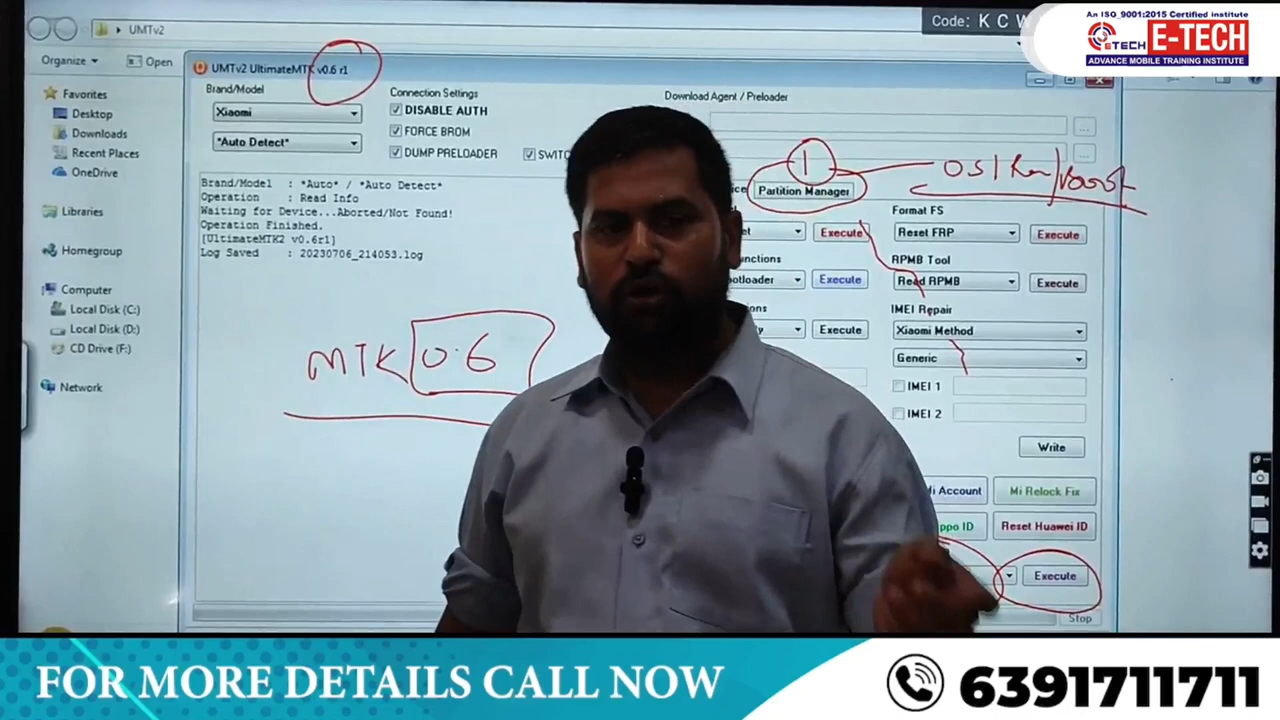 Code: K C W
An ISO_9001:2015 Certified institute
ETECH E-TECH
ADVANCE MOBILE TRAINING INSTITUTE
UMTv2
Organize
Open
UMTv2 UltimateMTK v0.6 r1
Favorites
Desktop
Downloads
Recent Places
OneDrive
Libraries
Homegroup
Computer
Local Disk (C:)
Local Disk (D:)
CD Drive (F:)
Network
Brand/Model
Xiaomi
*Auto Detect*
Connection Settings
DISABLE AUTH
FORCE BROM
DUMP PRELOADER
Download Agent / Preloader
Brand/Model : *Auto* / *Auto Detect*
Operation : Read Info
Waiting for Device...Aborted/Not Found!
Operation Finished.
[UltimateMTK2 v0.6r1]
Log Saved : 20230706_214053.log
MTK 0.6
1
Partition Manager
Execute
Execute
Execute
Format FS
Reset FRP
Execute
RPMB Tool
Read RPMB
Execute
IMEI Repair
Xiaomi Method
Generic
IMEI 1
IMEI 2
Write
Mi Account
Mi Relock Fix
ppo ID
Reset Huawei ID
Execute
Stop
FOR MORE DETAILS CALL NOW
6391711711